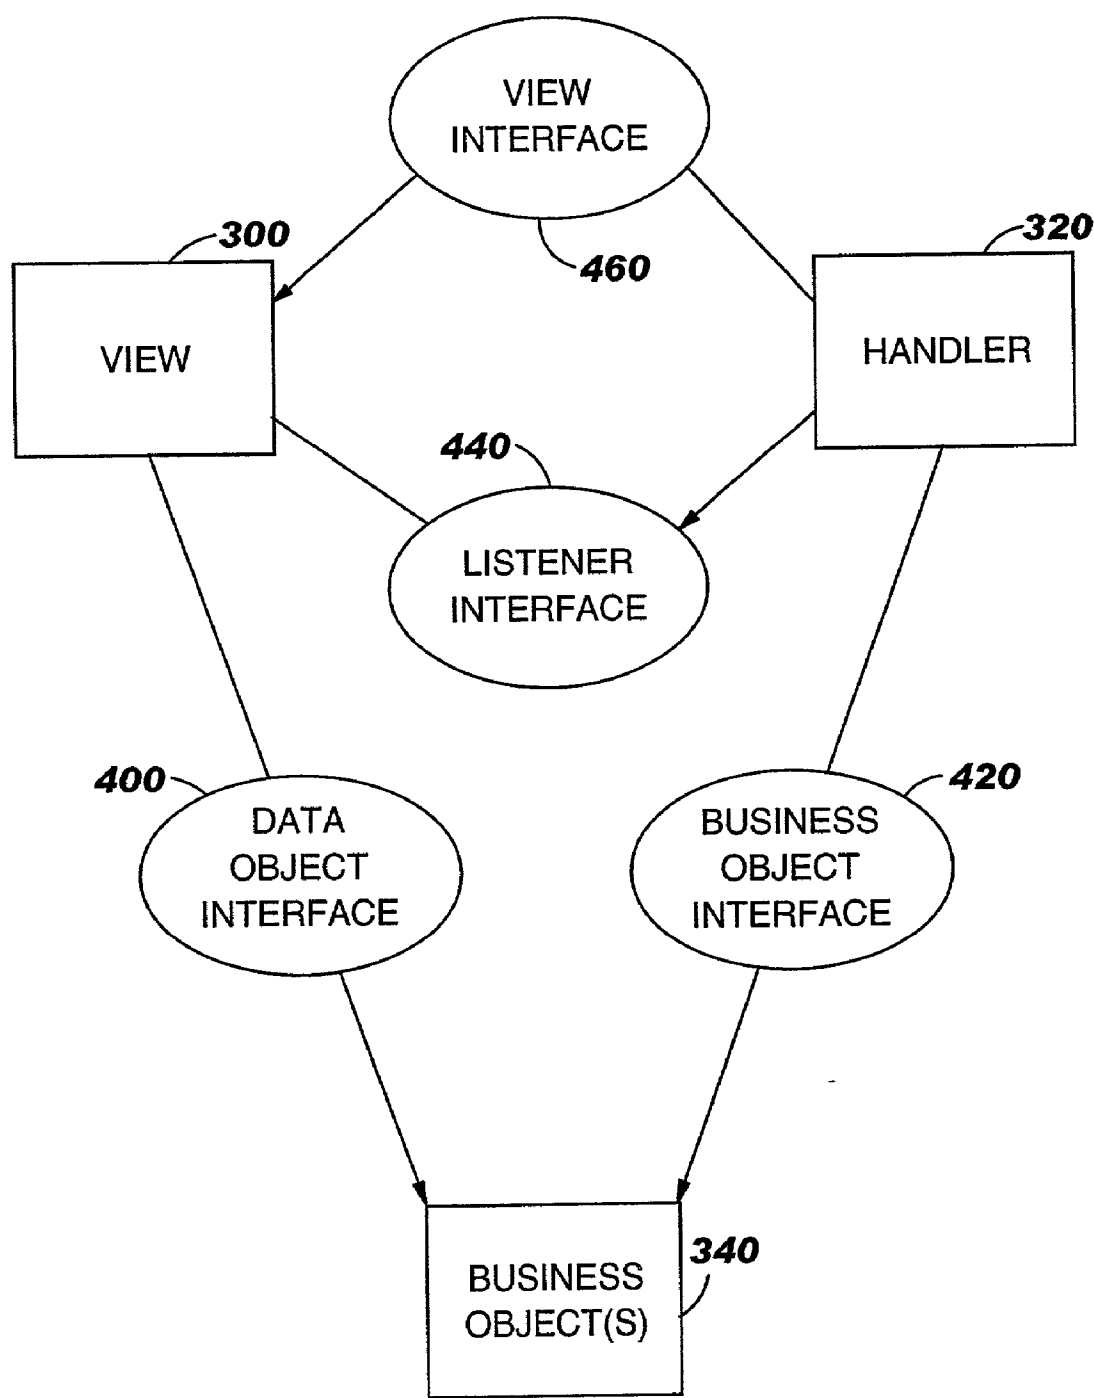 VIEW
INTERFACE
300
460
320
VIEW
HANDLER
440
LISTENER
INTERFACE
400
420
DATA
OBJECT
INTERFACE
BUSINESS
OBJECT
INTERFACE
340
BUSINESS
OBJECT(S)